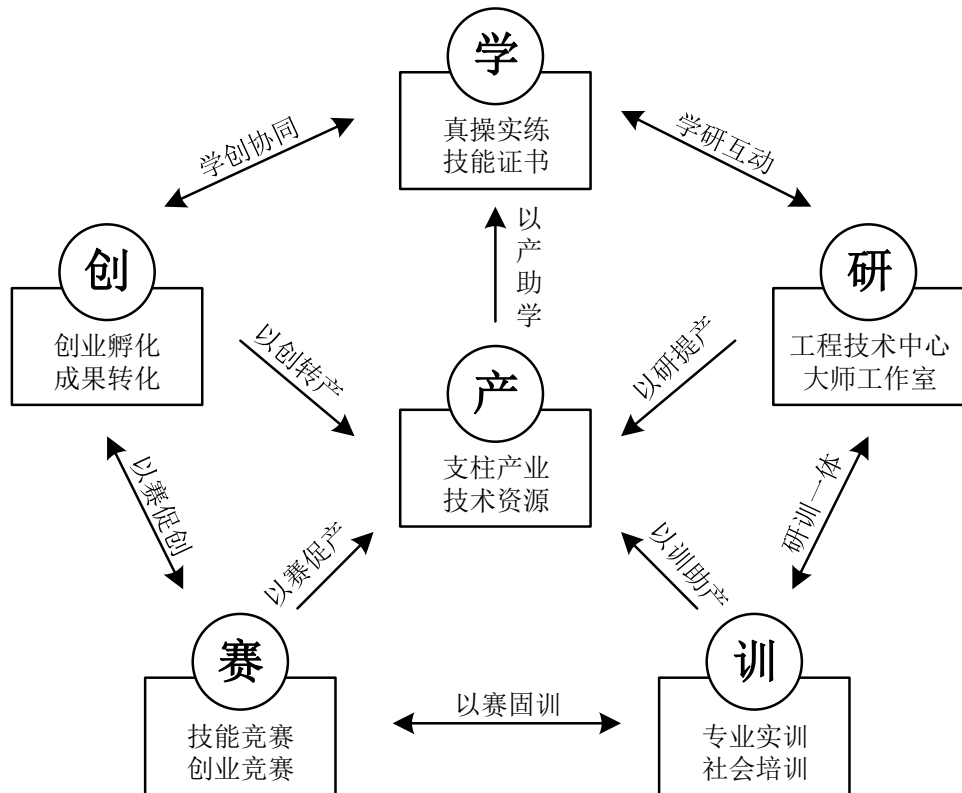 学
真操实练
技能证书
学创协同
学研互动
创
创业孵化
成果转化
以产助学
研
工程技术中心
大师工作室
以创转产
以研提产
产
支柱产业
技术资源
以赛促创
研训一体
以赛促产
以训助产
赛
技能竞赛
创业竞赛
以赛固训
训
专业实训
社会培训